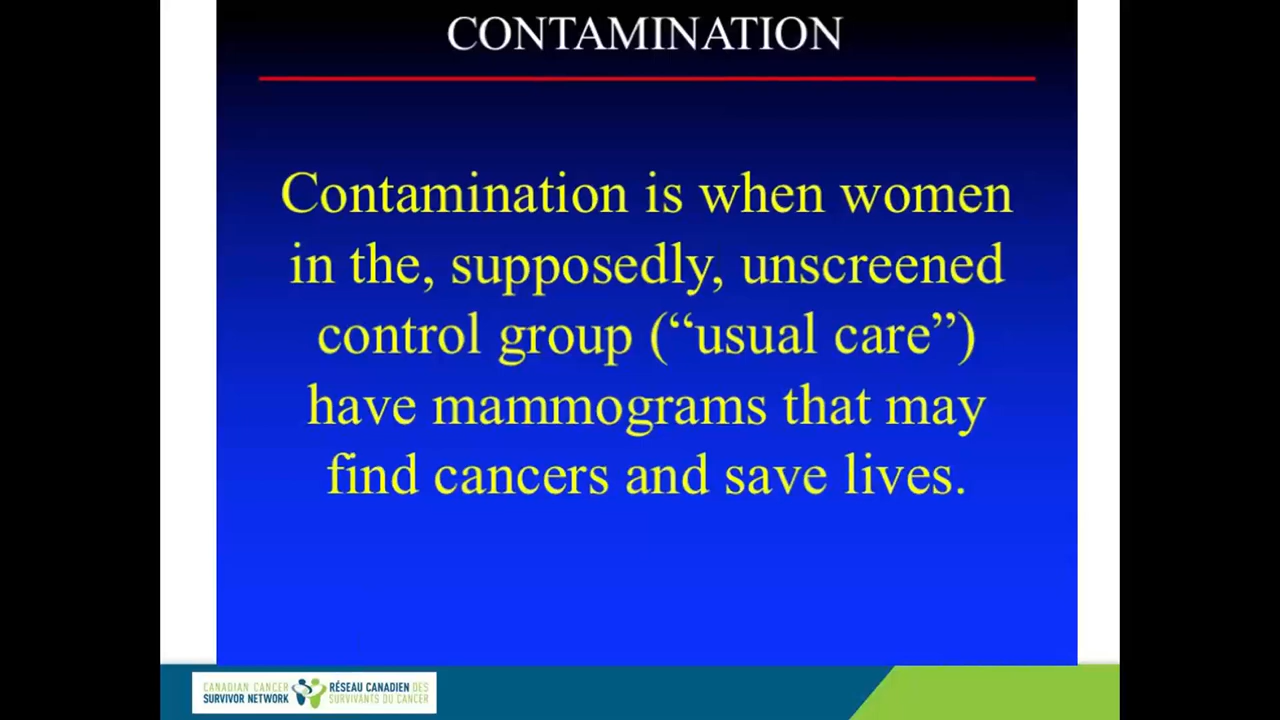 CONTAMINATION
Contamination is when women
in the, supposedly, unscreened
control group (“usual care”)
have mammograms that may
find cancers and save lives.
CANADIAN CANCER
SURVIVOR NETWORK
RÉSEAU CANADIEN DES
SURVIVANTS DU CANCER